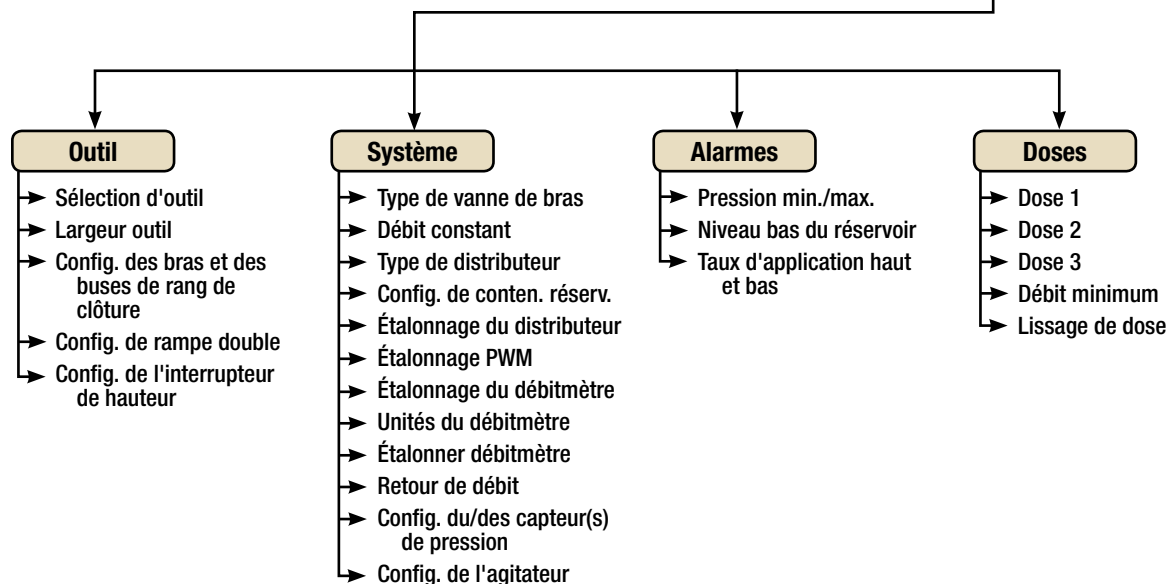 Outil
Sélection d'outil
Largeur outil
Config. des bras et des
buses de rang de
clôture
Config. de rampe double
Config. de l'interrupteur
de hauteur
Système
Type de vanne de bras
Débit constant
Type de distributeur
Config. de conten. réserv.
Étalonnage du distributeur
Étalonnage PWM
Étalonnage du débitmètre
Unités du débitmètre
Étalonner débitmètre
Retour de débit
Config. du/des capteur(s)
de pression
Config. de l'agitateur
Alarmes
Pression min./max.
Niveau bas du réservoir
Taux d'application haut
et bas
Doses
Dose 1
Dose 2
Dose 3
Débit minimum
Lissage de dose